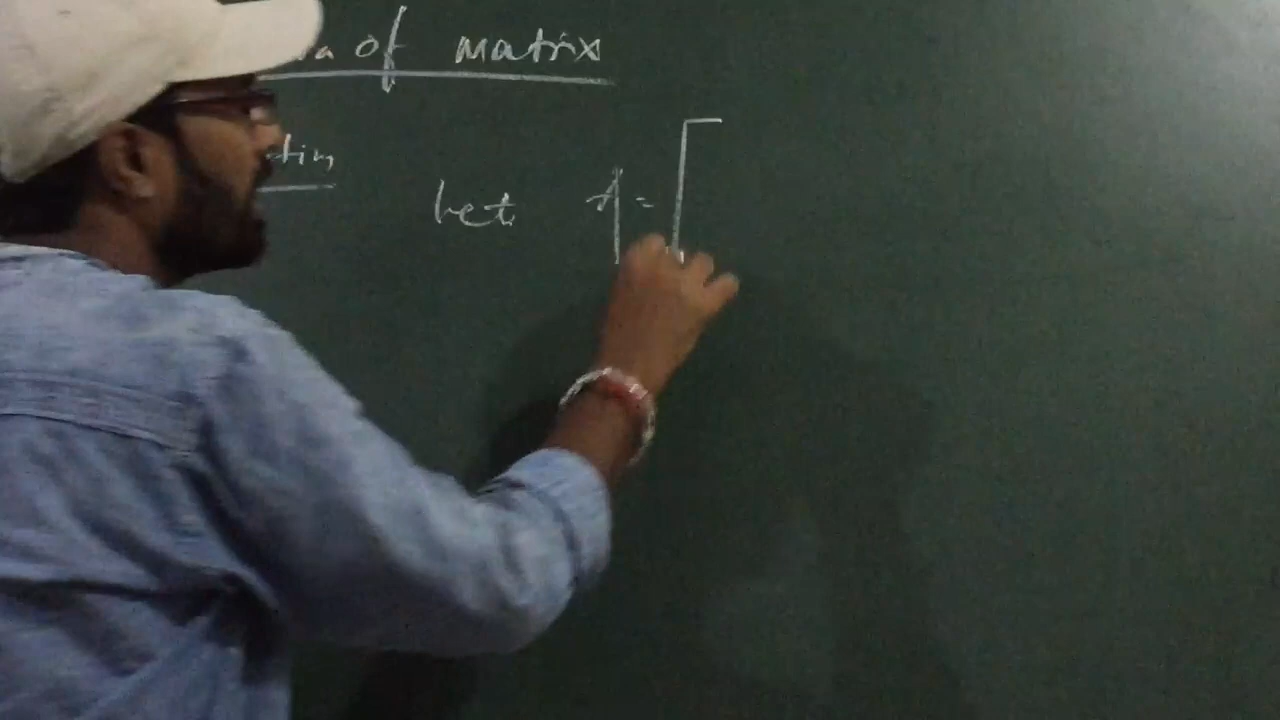 of matrix
Let A = [